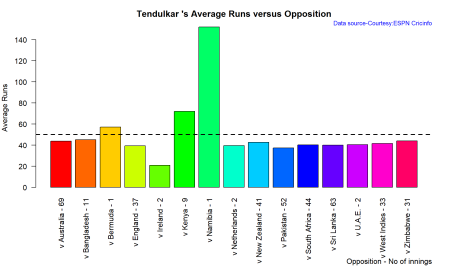 Tendulkar 's Average Runs versus Opposition
Data source-Courtesy:ESPN Cricinfo
Average Runs
140
120
100
80
60
40
20
0
v Australia - 69
v Bangladesh - 11
v Bermuda - 1
v England - 37
v Ireland - 2
v Kenya - 9
v Namibia - 1
v Netherlands - 2
v New Zealand - 41
v Pakistan - 52
v South Africa - 44
v Sri Lanka - 63
v U.A.E. - 2
v West Indies - 33
v Zimbabwe - 31
Opposition - No of innings